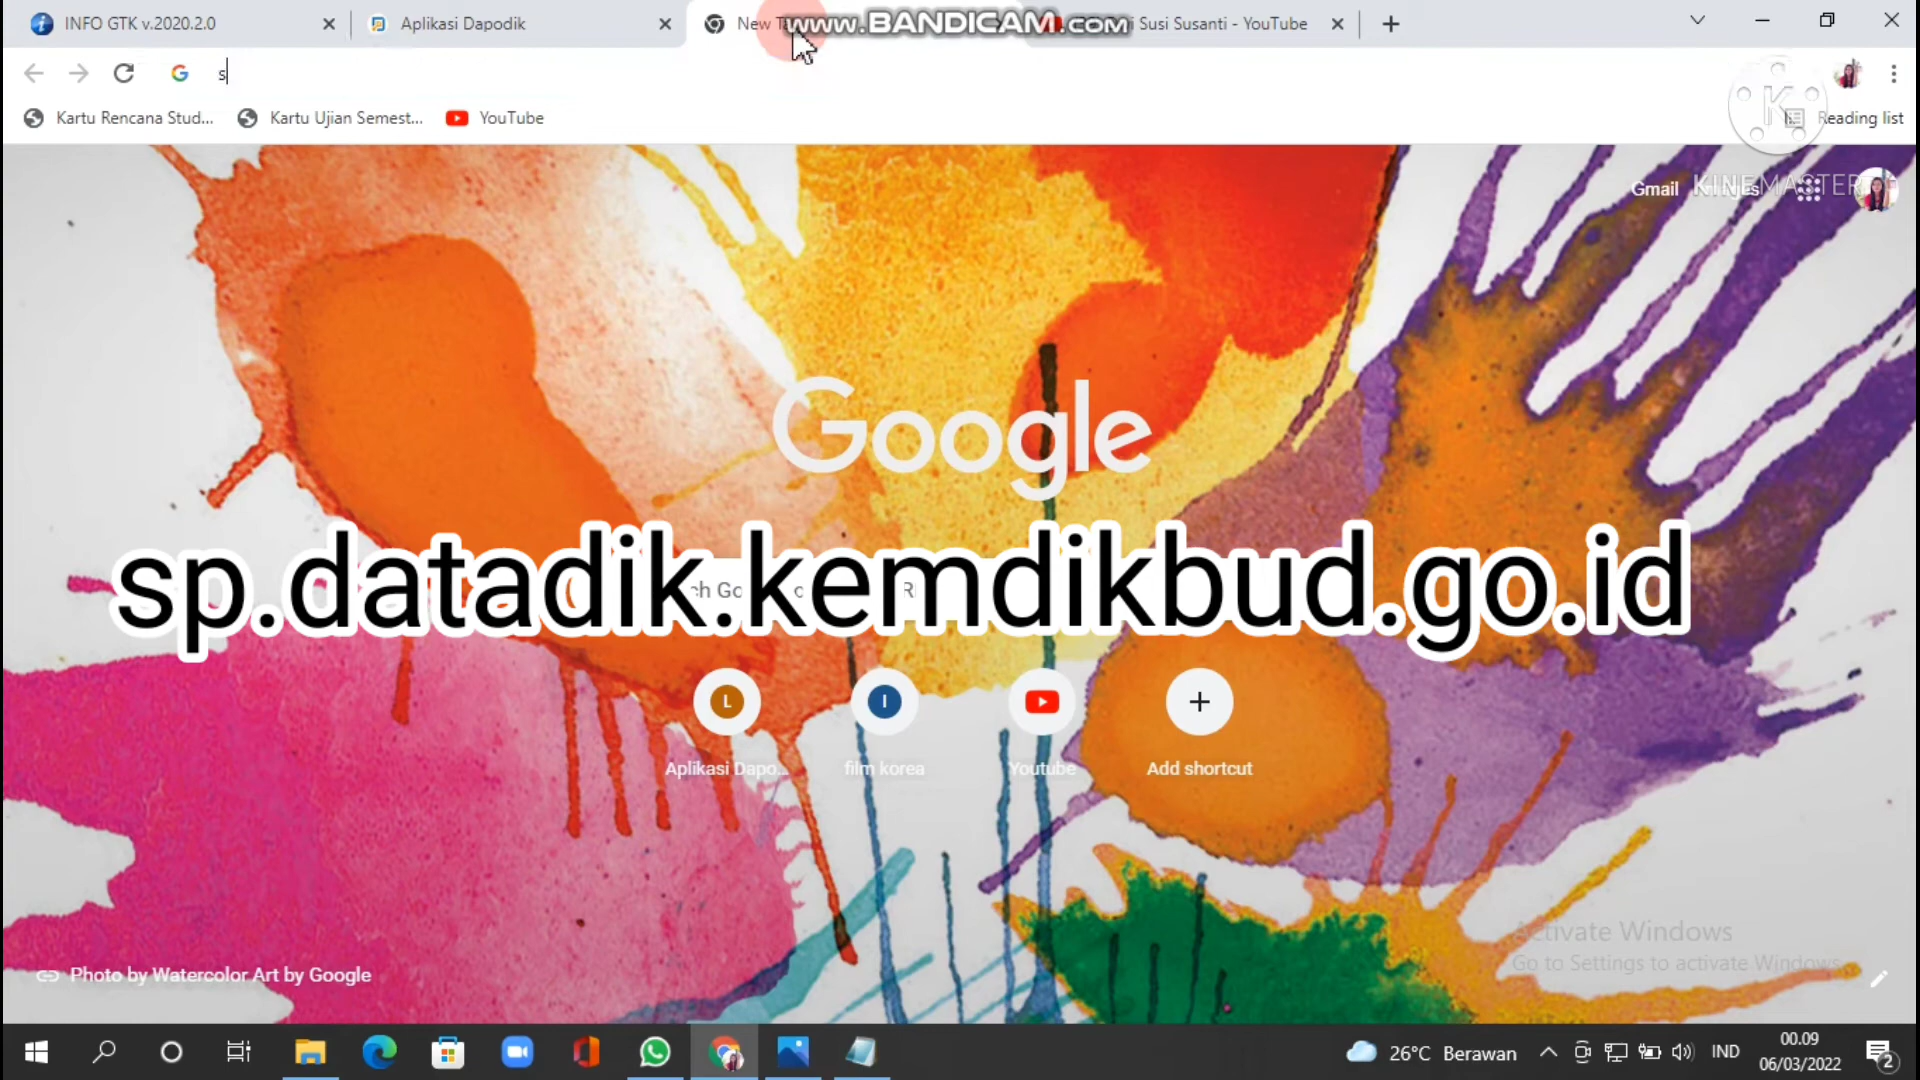 INFO GTK v.2020.2.0
Aplikasi Dapodik
New
www.BANDICAM.com
Susi Susanti - YouTube
s
Kartu Rencana Stud...
Kartu Ujian Semest...
YouTube
Reading list
Gmail
KINEMASTER
Google
sp.datadik.kemdikbud.go.id
L
I
Aplikasi Dapo...
film korea
Youtube
Add shortcut
Activate Windows
Go to Settings to activate Windows.
Photo by Watercolor Art by Google
26°C Berawan
IND
00.09
06/03/2022
2